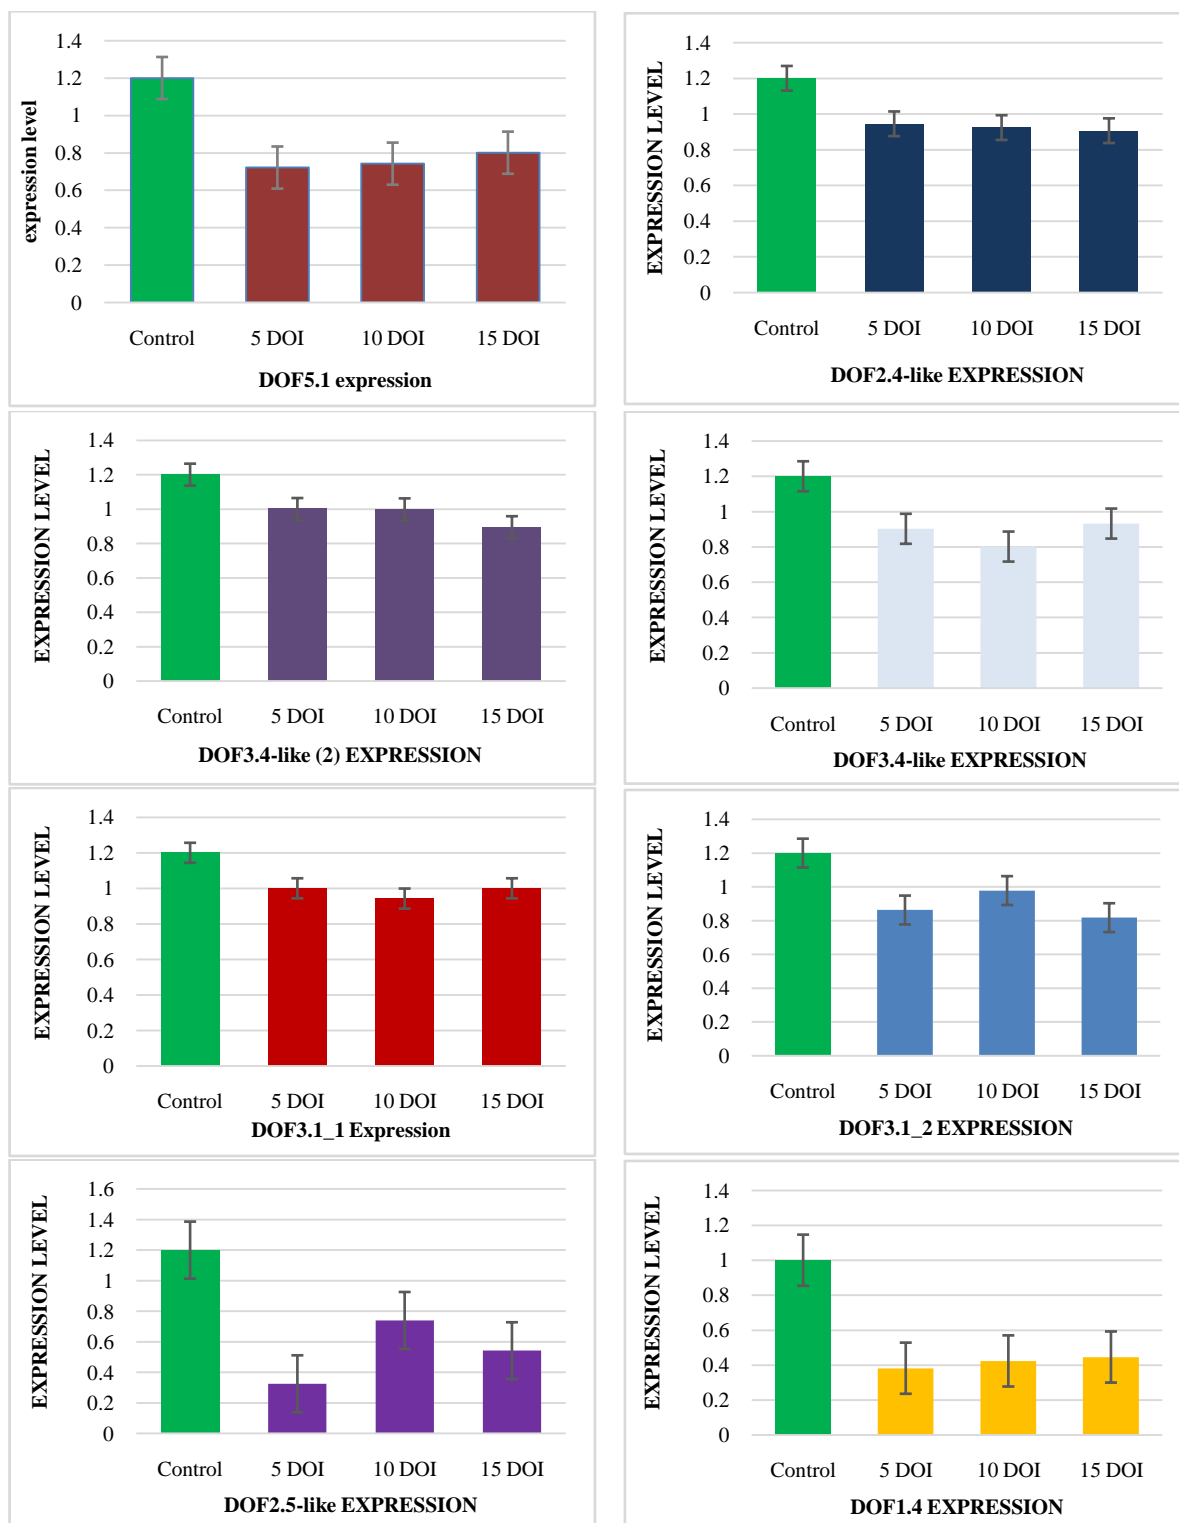 1.4
1.2
1
0.8
0.6
0.4
0.2
0
expression level
Control 5 DOI 10 DOI 15 DOI
DOF5.1 expression
1.4
1.2
1
0.8
0.6
0.4
0.2
0
EXPRESSION LEVEL
Control 5 DOI 10 DOI 15 DOI
DOF2.4-like EXPRESSION
1.4
1.2
1
0.8
0.6
0.4
0.2
0
EXPRESSION LEVEL
Control 5 DOI 10 DOI 15 DOI
DOF3.4-like (2) EXPRESSION
1.4
1.2
1
0.8
0.6
0.4
0.2
0
EXPRESSION LEVEL
Control 5 DOI 10 DOI 15 DOI
DOF3.4-like EXPRESSION
1.4
1.2
1
0.8
0.6
0.4
0.2
0
EXPRESSION LEVEL
Control 5 DOI 10 DOI 15 DOI
DOF3.1_1 Expression
1.4
1.2
1
0.8
0.6
0.4
0.2
0
EXPRESSION LEVEL
Control 5 DOI 10 DOI 15 DOI
DOF3.1_2 EXPRESSION
1.6
1.4
1.2
1
0.8
0.6
0.4
0.2
0
EXPRESSION LEVEL
Control 5 DOI 10 DOI 15 DOI
DOF2.5-like EXPRESSION
1.4
1.2
1
0.8
0.6
0.4
0.2
0
EXPRESSION LEVEL
Control 5 DOI 10 DOI 15 DOI
DOF1.4 EXPRESSION